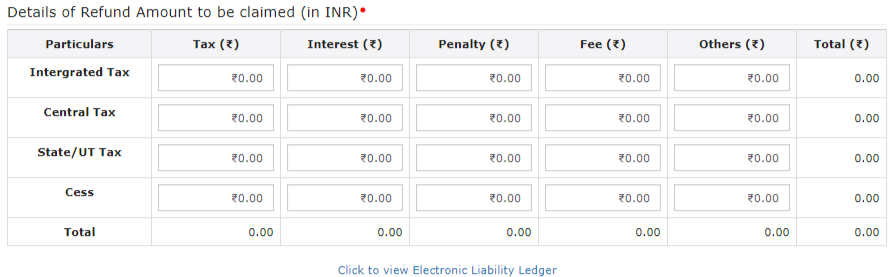 Details of Refund Amount to be claimed (in INR)•
Particulars Tax (₹) Interest (₹) Penalty (₹) Fee (₹) Others (₹) Total (₹)
Intergrated Tax ₹0.00 ₹0.00 ₹0.00 ₹0.00 ₹0.00 0.00
Central Tax ₹0.00 ₹0.00 ₹0.00 ₹0.00 ₹0.00 0.00
State/UT Tax ₹0.00 ₹0.00 ₹0.00 ₹0.00 ₹0.00 0.00
Cess ₹0.00 ₹0.00 ₹0.00 ₹0.00 ₹0.00 0.00
Total 0.00 0.00 0.00 0.00 0.00 0.00
Click to view Electronic Liability Ledger